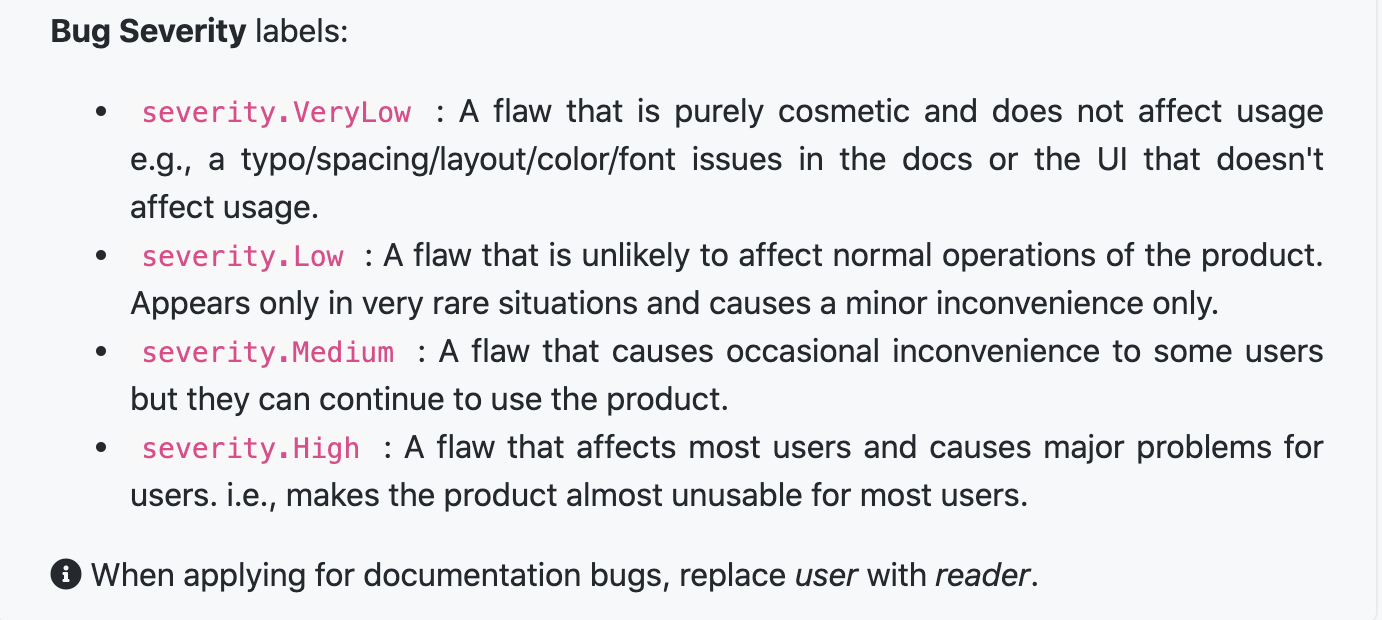 Bug Severity labels:
• severity.VeryLow : A flaw that is purely cosmetic and does not affect usage
e.g., a typo/spacing/layout/color/font issues in the docs or the UI that doesn't
affect usage.
• severity.Low : A flaw that is unlikely to affect normal operations of the product.
Appears only in very rare situations and causes a minor inconvenience only.
• severity.Medium : A flaw that causes occasional inconvenience to some users
but they can continue to use the product.
• severity.High : A flaw that affects most users and causes major problems for
users. i.e., makes the product almost unusable for most users.
When applying for documentation bugs, replace user with reader.